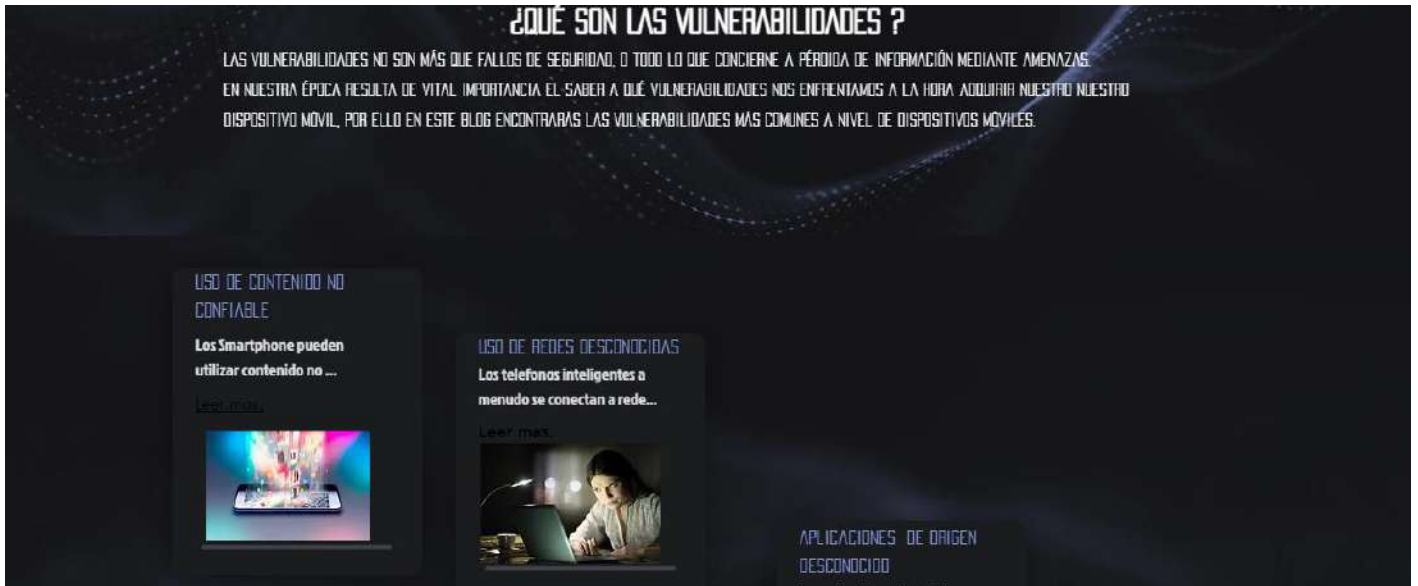 ¿QUÉ SON LAS VULNERABILIDADES ?
LAS VULNERABILIDADES NO SON MÁS QUE FALLOS DE SEGURIDAD, O TODO LO QUE CONCIERNE A PÉRDIDA DE INFORMACIÓN MEDIANTE AMENAZAS.
EN NUESTRA ÉPOCA RESULTA DE VITAL IMPORTANCIA EL SABER A QUÉ VULNERABILIDADES NOS ENFRENTAMOS A LA HORA ADQUIRIR NUESTRO NUESTRO
DISPOSITIVO MÓVIL, POR ELLO EN ESTE BLOG ENCONTRARÁS LAS VULNERABILIDADES MÁS COMUNES A NIVEL DE DISPOSITIVOS MÓVILES.
USO DE CONTENIDO NO
CONFIABLE
Los Smartphone pueden
utilizar contenido no ...
Leer mas.
USO DE REDES DESCONOCIDAS
Los telefonos inteligentes a
menudo se conectan a rede...
Leer mas.
APLICACIONES DE ORIGEN
DESCONOCIDO